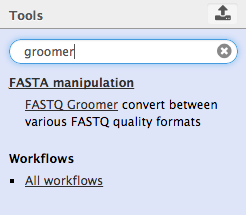 Tools
groomer
FASTA manipulation
FASTQ Groomer convert between
various FASTQ quality formats
Workflows
All workflows